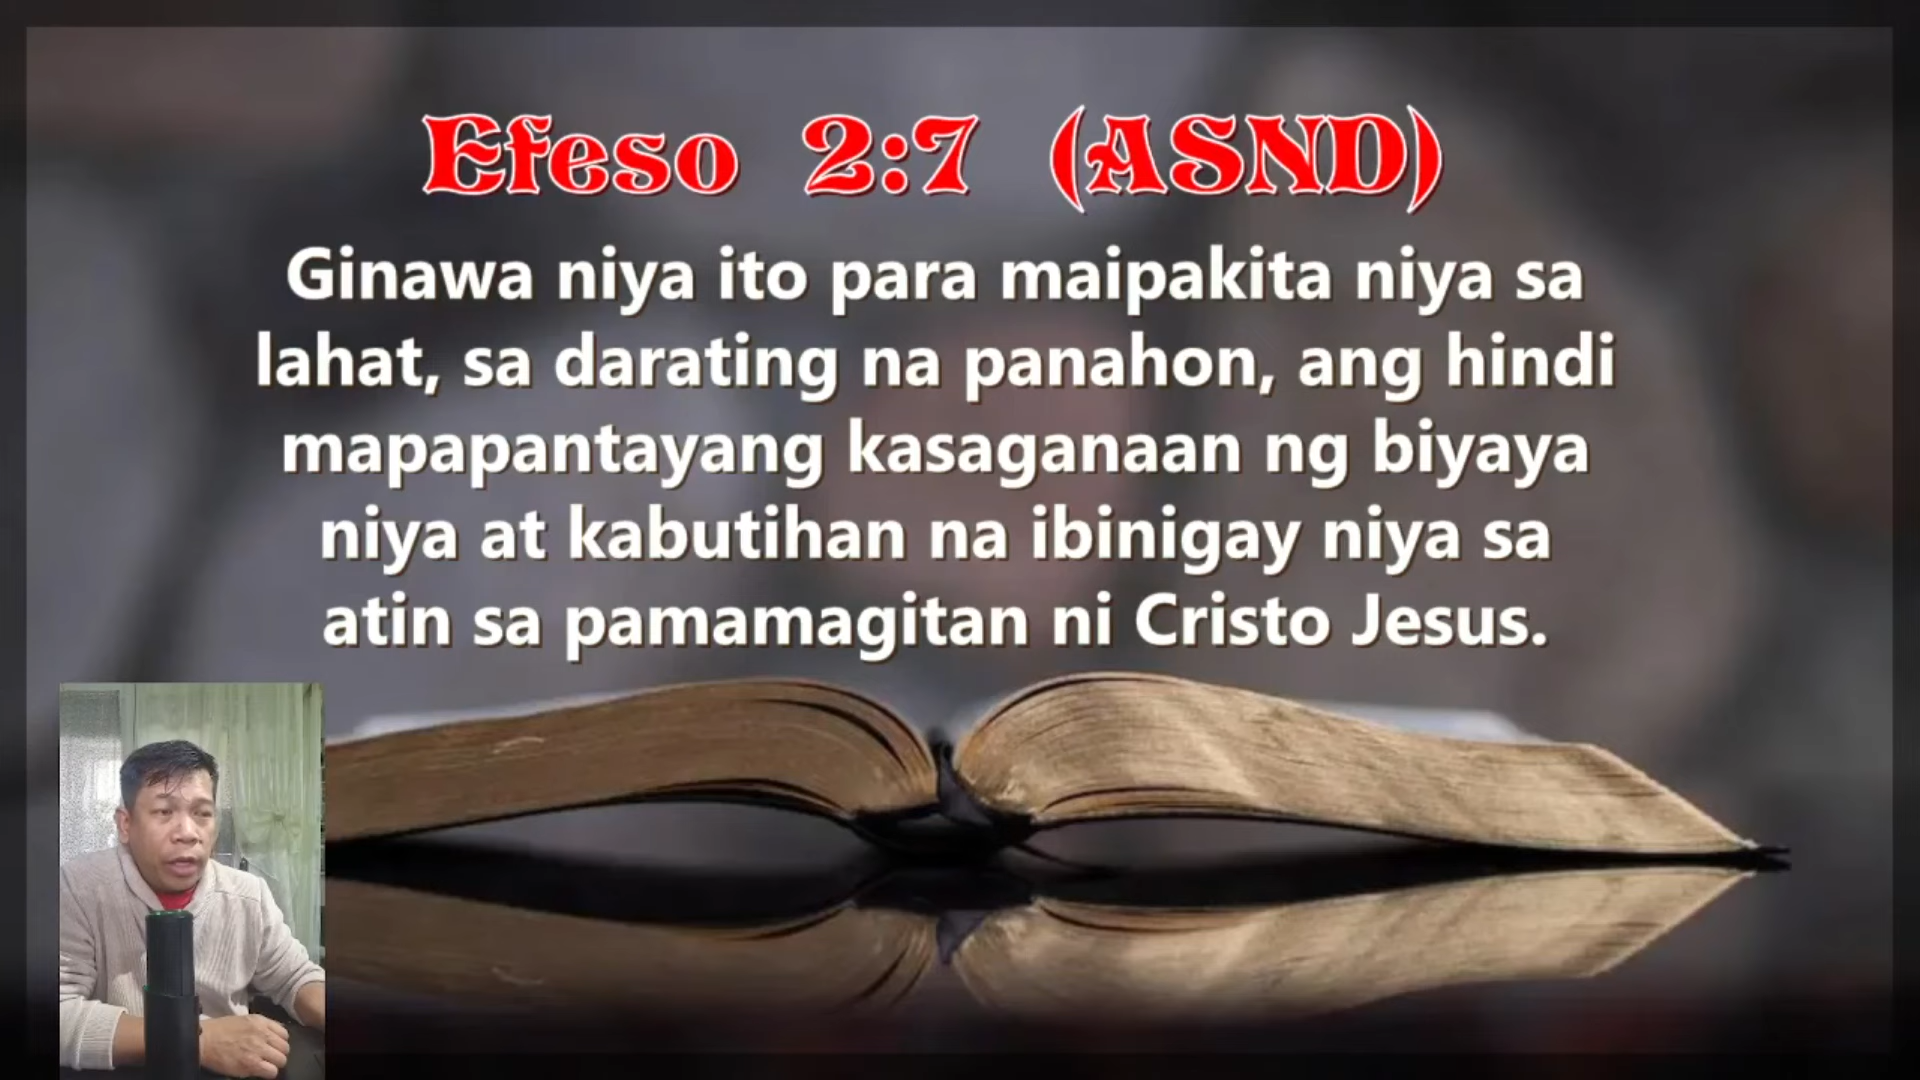 Efeso 2:7 (ASND)
Ginawa niya ito para maipakita niya sa
lahat, sa darating na panahon, ang hindi
mapapantayang kasaganaan ng biyaya
niya at kabutihan na ibinigay niya sa
atin sa pamamagitan ni Cristo Jesus.